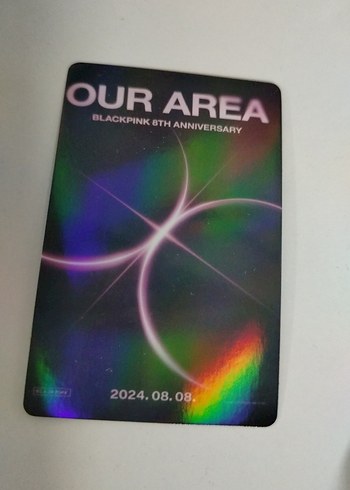 OUR AREA
BLACKPINK 8TH ANNIVERSARY
2024. 08. 08.